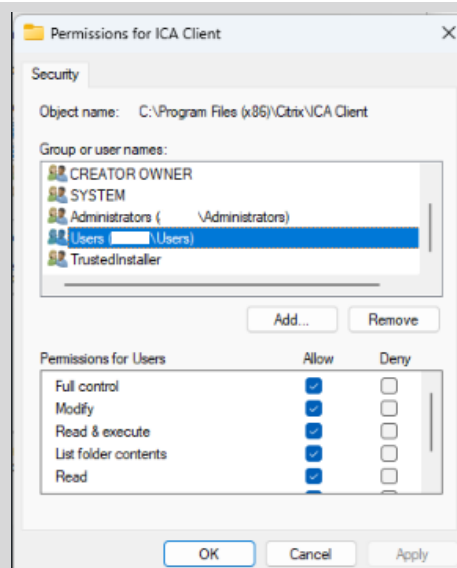 Permissions for ICA Client
Security
Object name: C:\Program Files (x86)\Citrix\ICA Client
Group or user names:
CREATOR OWNER
SYSTEM
Administrators ( \Administrators)
Users ( \Users)
TrustedInstaller
Add... Remove
Permissions for Users Allow Deny
Full control
Modify
Read & execute
List folder contents
Read
OK Cancel Apply